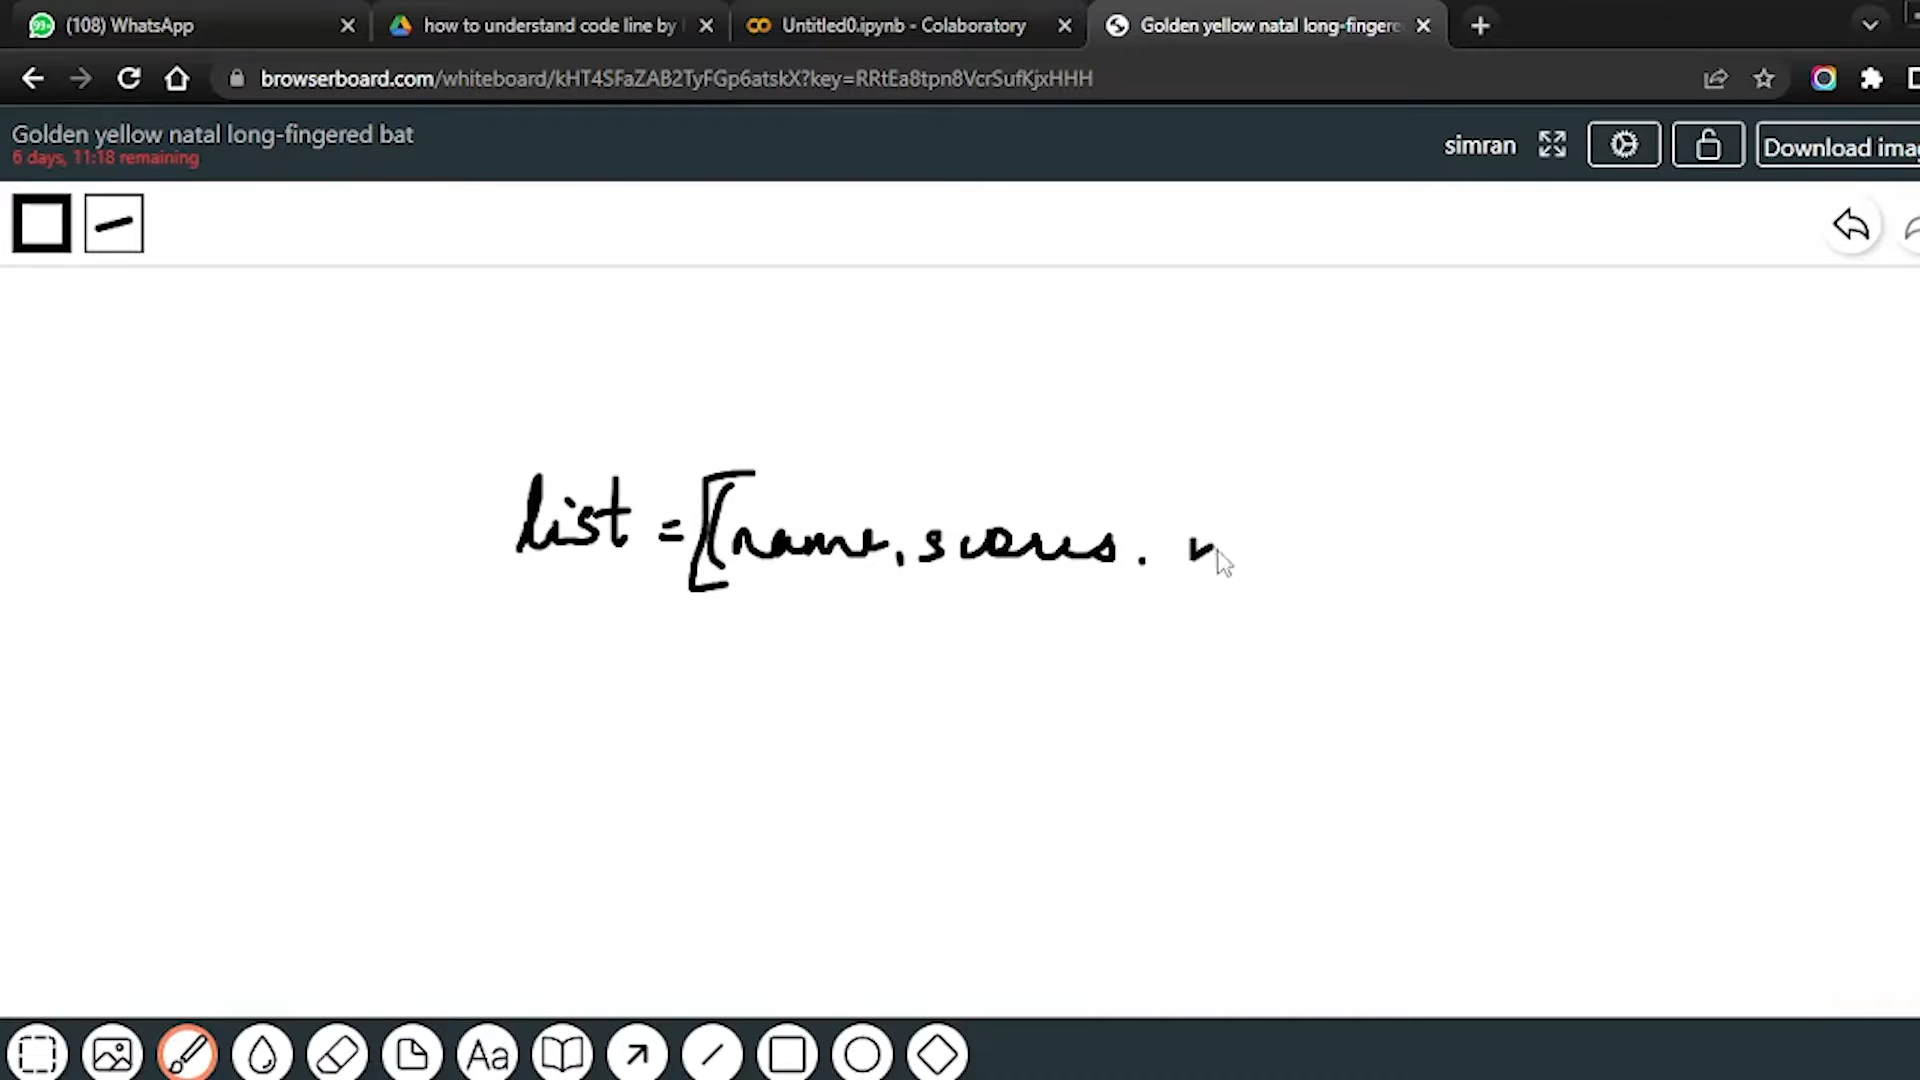 (108) WhatsApp
how to understand code line by
Untitled0.ipynb - Colaboratory
Golden yellow natal long-fingere
browserboard.com/whiteboard/kHT4SFaZAB2TyFGp6atskX?key=RRtEa8tpn8VcrSufKjxHHH
Golden yellow natal long-fingered bat
6 days, 11:18 remaining
simran
Download imag
list = [(name, scores.
Aa